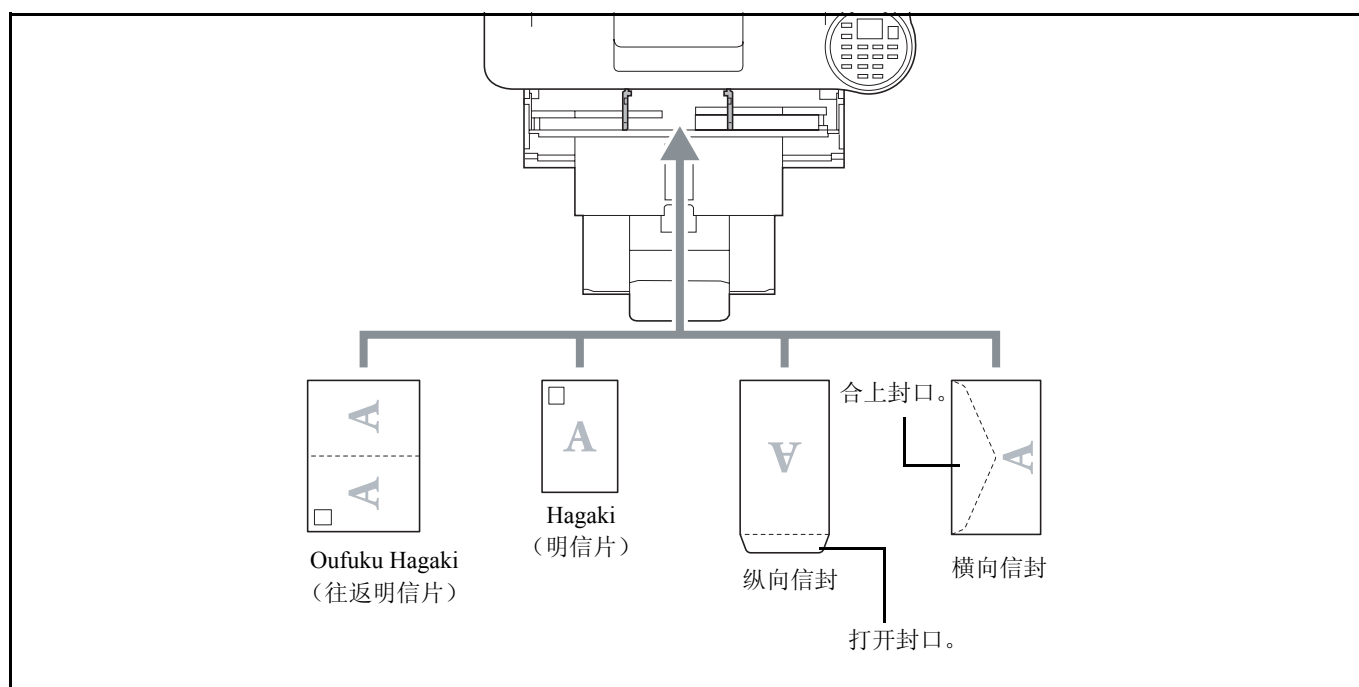 A
A
A
A
A
合上封口。
Oufuku Hagaki
（往返明信片）
Hagaki
（明信片）
纵向信封
横向信封
打开封口。